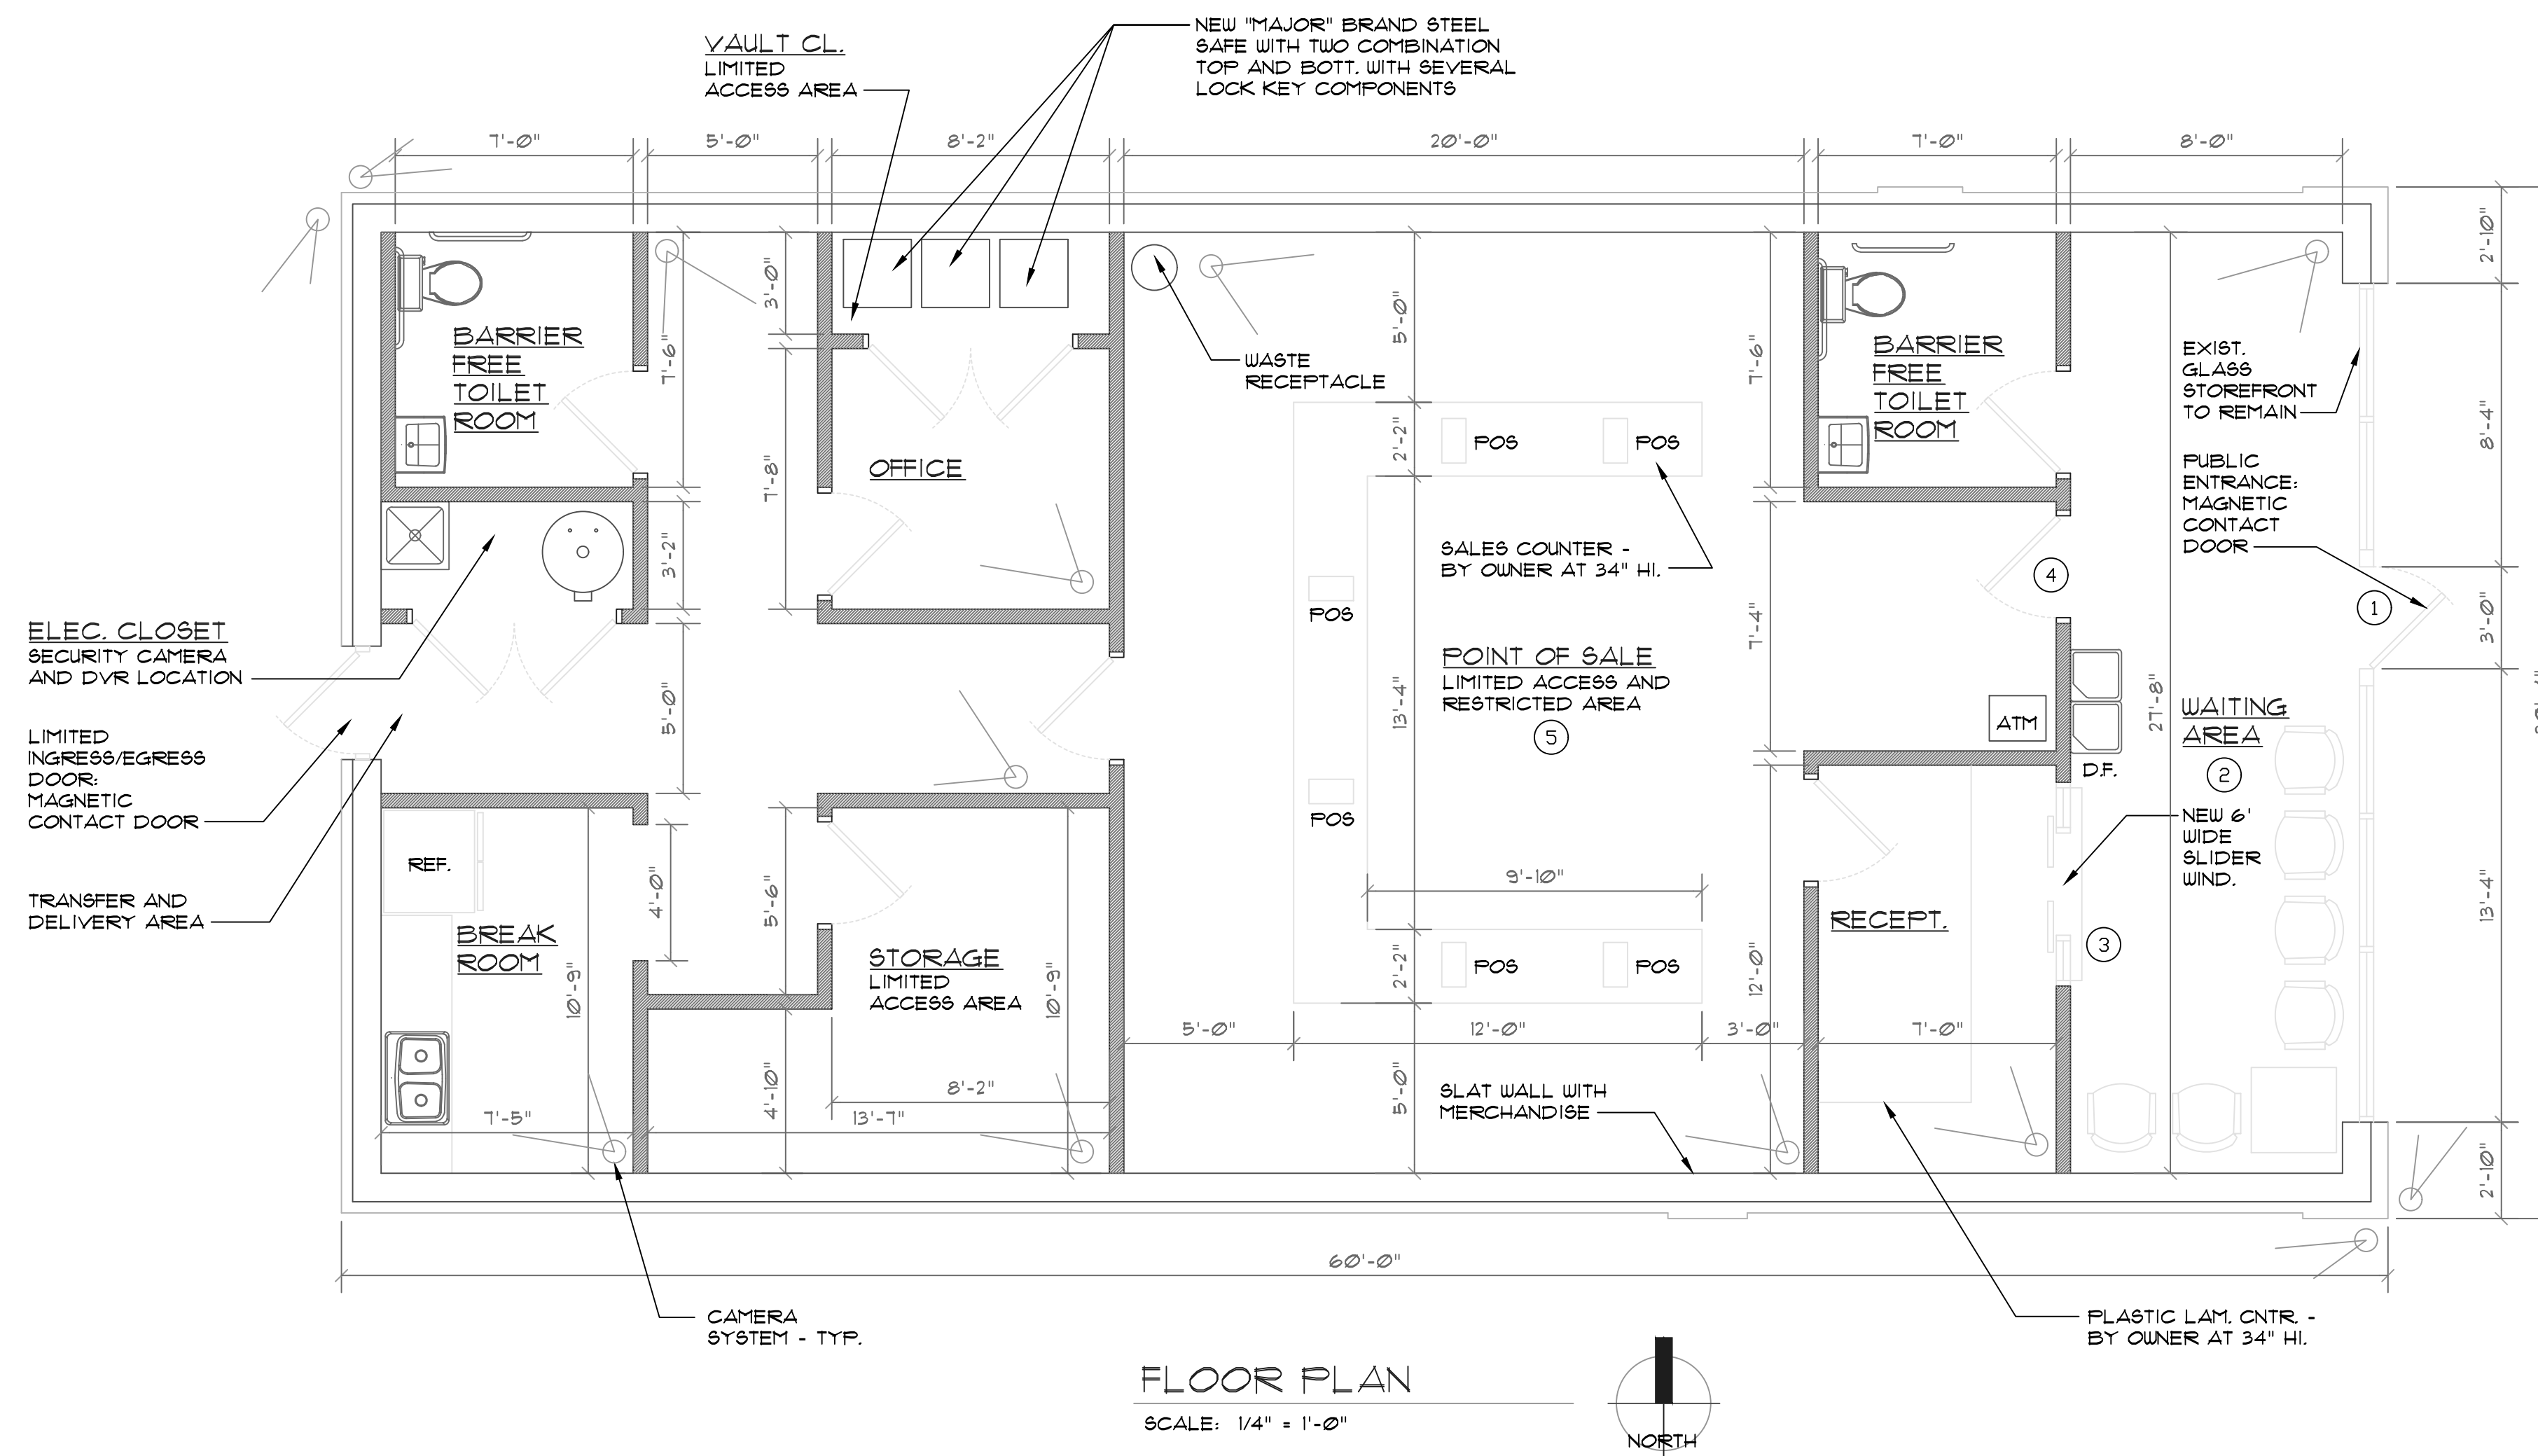 VAULT CL.
LIMITED
ACCESS AREA
NEW "MAJOR" BRAND STEEL
SAFE WITH TWO COMBINATION
TOP AND BOTT. WITH SEVERAL
LOCK KEY COMPONENTS
7'-0"
5'-0"
8'-2"
20'-0"
7'-0"
8'-0"
2'-10"
8'-4"
3'-0"
13'-4"
2'-10"
BARRIER
FREE
TOILET
ROOM
7'-6"
3'-0"
7'-8"
3'-2"
5'-0"
OFFICE
WASTE
RECEPTACLE
5'-0"
2'-2"
13'-4"
2'-2"
5'-0"
POS
POS
POS
POS
POS
POS
SALES COUNTER -
BY OWNER AT 34" HI.
POINT OF SALE
LIMITED ACCESS AND
RESTRICTED AREA
5
7'-6"
7'-4"
12'-0"
BARRIER
FREE
TOILET
ROOM
EXIST.
GLASS
STOREFRONT
TO REMAIN
PUBLIC
ENTRANCE:
MAGNETIC
CONTACT
DOOR
4
1
ATM
D.F.
27'-8"
WAITING
AREA
2
NEW 6'
WIDE
SLIDER
WIND.
3
RECEPT.
ELEC. CLOSET
SECURITY CAMERA
AND DVR LOCATION
LIMITED
INGRESS/EGRESS
DOOR:
MAGNETIC
CONTACT DOOR
TRANSFER AND
DELIVERY AREA
REF.
BREAK
ROOM
10'-9"
4'-0"
5'-6"
4'-10"
STORAGE
LIMITED
ACCESS AREA
10'-9"
8'-2"
7'-5"
13'-7"
9'-10"
5'-0"
12'-0"
3'-0"
7'-0"
SLAT WALL WITH
MERCHANDISE
60'-0"
CAMERA
SYSTEM - TYP.
PLASTIC LAM. CNTR. -
BY OWNER AT 34" HI.
FLOOR PLAN
SCALE: 1/4" = 1'-0"
NORTH